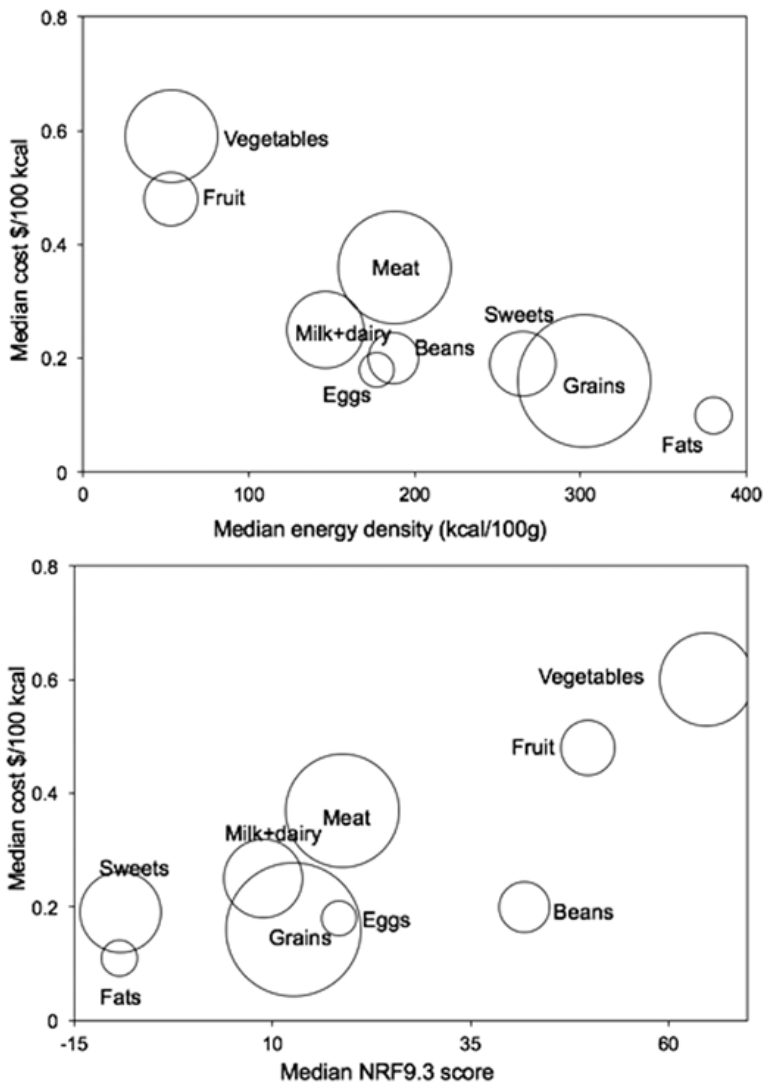 0.8
Median cost $/100 kcal
Vegetables
0.6
Fruit
0.4
Meat
Sweets
Milk+dairy
Beans
0.2
Grains
Eggs
Fats
0
0 100 200 300 400
Median energy density (kcal/100g)
0.8
Median cost $/100 kcal
0.6
Vegetables
Fruit
0.4
Meat
Milk+dairy
Sweets
0.2
Eggs
Beans
Grains
Fats
0
-15 10 35 60
Median NRF9.3 score